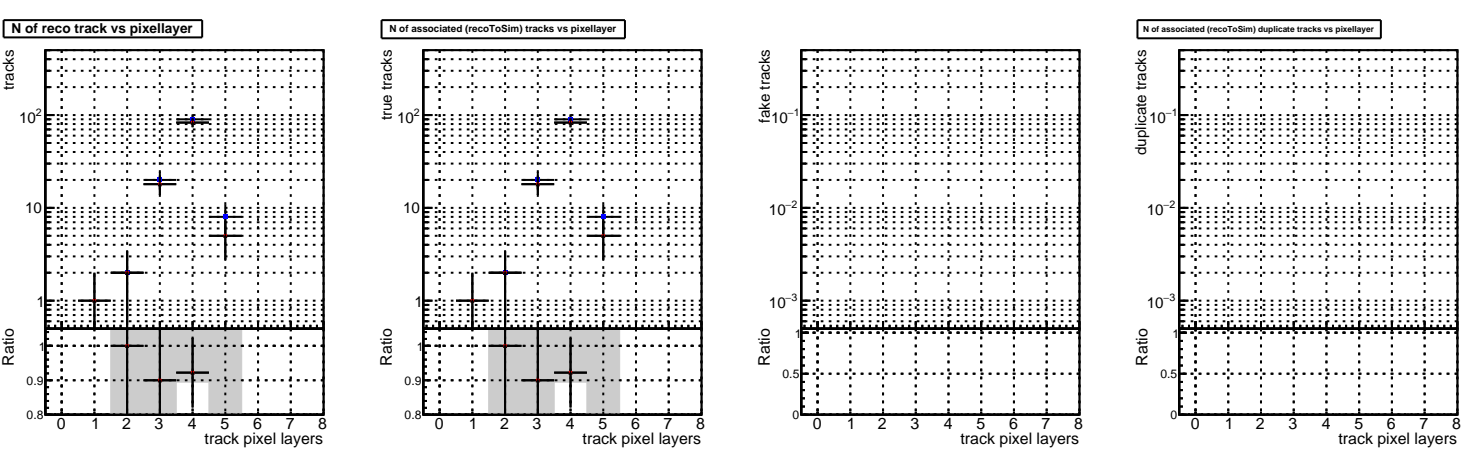 N of reco track vs pixellayer
tracks
10²
10
1
Ratio
1
0.9
0.8
0 1 2 3 4 5 6 7 8
track pixel layers
N of associated (recoToSim) tracks vs pixellayer
true tracks
10²
10
1
Ratio
1
0.9
0.8
0 1 2 3 4 5 6 7 8
track pixel layers
fake tracks
10⁻¹
10⁻²
10⁻³
Ratio
1
0.5
0
0 1 2 3 4 5 6 7 8
track pixel layers
N of associated (recoToSim) duplicate tracks vs pixellayer
duplicate tracks
10⁻¹
10⁻²
10⁻³
Ratio
1
0.5
0
0 1 2 3 4 5 6 7 8
track pixel layers